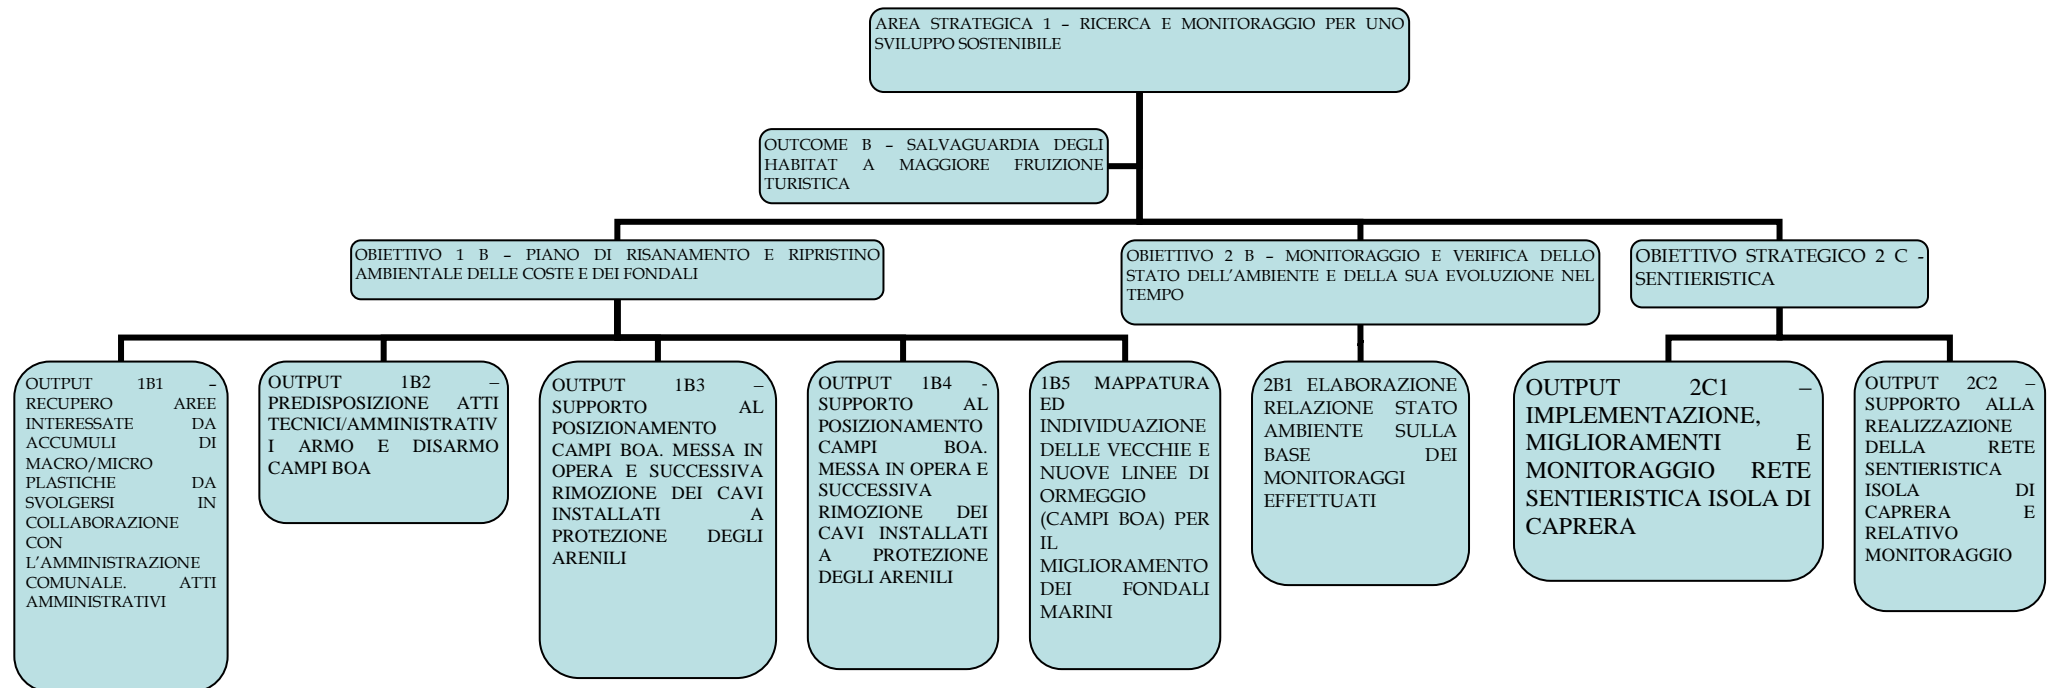 AREA STRATEGICA 1 – RICERCA E MONITORAGGIO PER UNO
SVILUPPO SOSTENIBILE
OUTCOME B – SALVAGUARDIA DEGLI
HABITAT A MAGGIORE FRUIZIONE
TURISTICA
OBIETTIVO 1 B – PIANO DI RISANAMENTO E RIPRISTINO
AMBIENTALE DELLE COSTE E DEI FONDALI
OBIETTIVO 2 B – MONITORAGGIO E VERIFICA DELLO
STATO DELL'AMBIENTE E DELLA SUA EVOLUZIONE NEL
TEMPO
OBIETTIVO STRATEGICO 2 C -
SENTIERISTICA
OUTPUT 1B1 –
RECUPERO AREE
INTERESSATE DA
ACCUMULI DI
MACRO/MICRO
PLASTICHE DA
SVOLGERSI IN
COLLABORAZIONE
CON
L'AMMINISTRAZIONE
COMUNALE. ATTI
AMMINISTRATIVI
OUTPUT 1B2 –
PREDISPOSIZIONE ATTI
TECNICI/AMMINISTRATIV
I ARMO E DISARMO
CAMPI BOA
OUTPUT 1B3 –
SUPPORTO AL
POSIZIONAMENTO
CAMPI BOA. MESSA IN
OPERA E SUCCESSIVA
RIMOZIONE DEI CAVI
INSTALLATI A
PROTEZIONE DEGLI
ARENILI
OUTPUT 1B4 -
SUPPORTO AL
POSIZIONAMENTO
CAMPI BOA.
MESSA IN OPERA E
SUCCESSIVA
RIMOZIONE DEI
CAVI INSTALLATI
A PROTEZIONE
DEGLI ARENILI
1B5 MAPPATURA
ED
INDIVIDUAZIONE
DELLE VECCHIE E
NUOVE LINEE DI
ORMEGGIO
(CAMPI BOA) PER
IL
MIGLIORAMENTO
DEI FONDALI
MARINI
2B1 ELABORAZIONE
RELAZIONE STATO
AMBIENTE SULLA
BASE DEI
MONITORAGGI
EFFETTUATI
OUTPUT 2C1 –
IMPLEMENTAZIONE,
MIGLIORAMENTI E
MONITORAGGIO RETE
SENTIERISTICA ISOLA DI
CAPRERA
OUTPUT 2C2 –
SUPPORTO ALLA
REALIZZAZIONE
DELLA RETE
SENTIERISTICA
ISOLA DI
CAPRERA E
RELATIVO
MONITORAGGIO